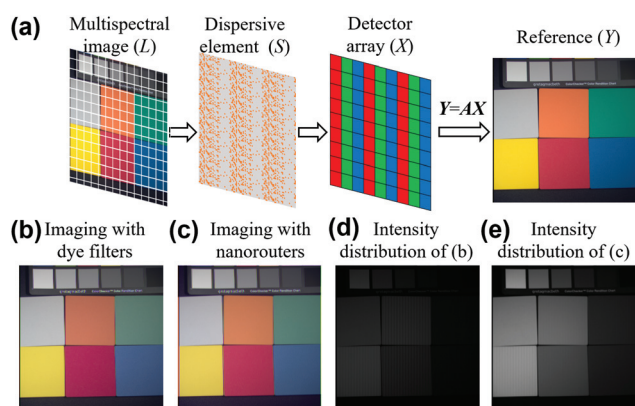 (a)
Multispectral
image (L)
Dispersive
element (S)
Detector
array (X)
Reference (Y)
Y=AX
(b) Imaging with
dye filters
(c) Imaging with
nanorouters
(d) Intensity
distribution of (b)
(e) Intensity
distribution of (c)